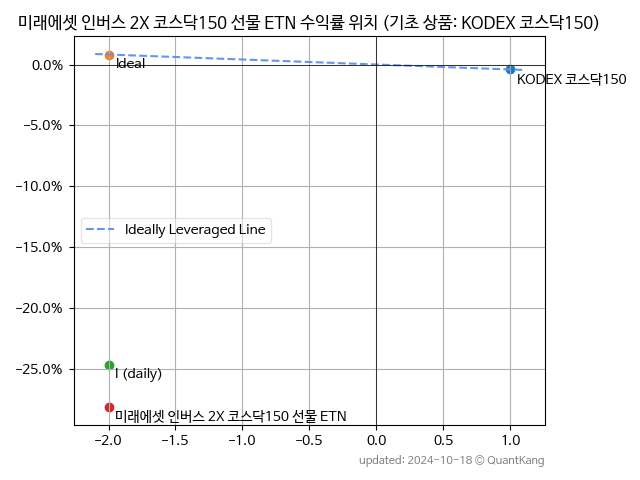 미래에셋 인버스 2X 코스닥150 선물 ETN 수익률 위치 (기초 상품: KODEX 코스닥150)
0.0%
Ideal
KODEX 코스닥150
−5.0%
−10.0%
−15.0%
Ideally Leveraged Line
−20.0%
−25.0%
I (daily)
미래에셋 인버스 2X 코스닥150 선물 ETN
−2.0 −1.5 −1.0 −0.5 0.0 0.5 1.0
updated: 2024-10-18 © QuantKang